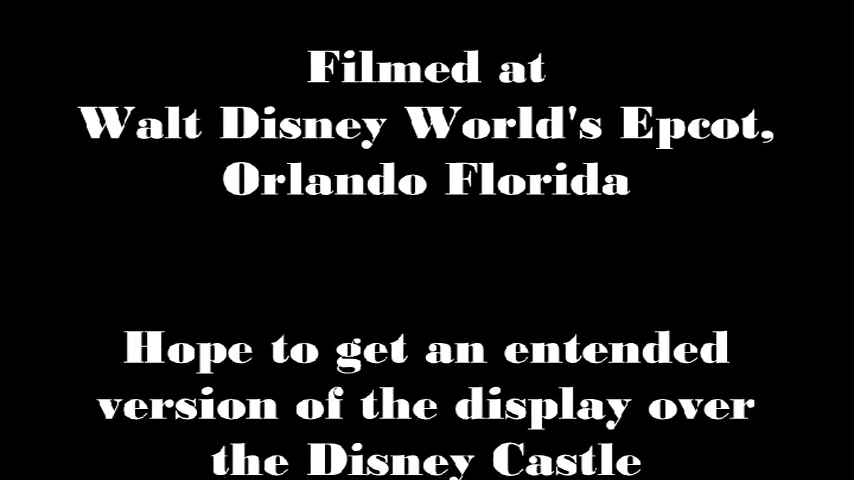 Filmed at
Walt Disney World's Epcot,
Orlando Florida
Hope to get an entended
version of the display over
the Disney Castle